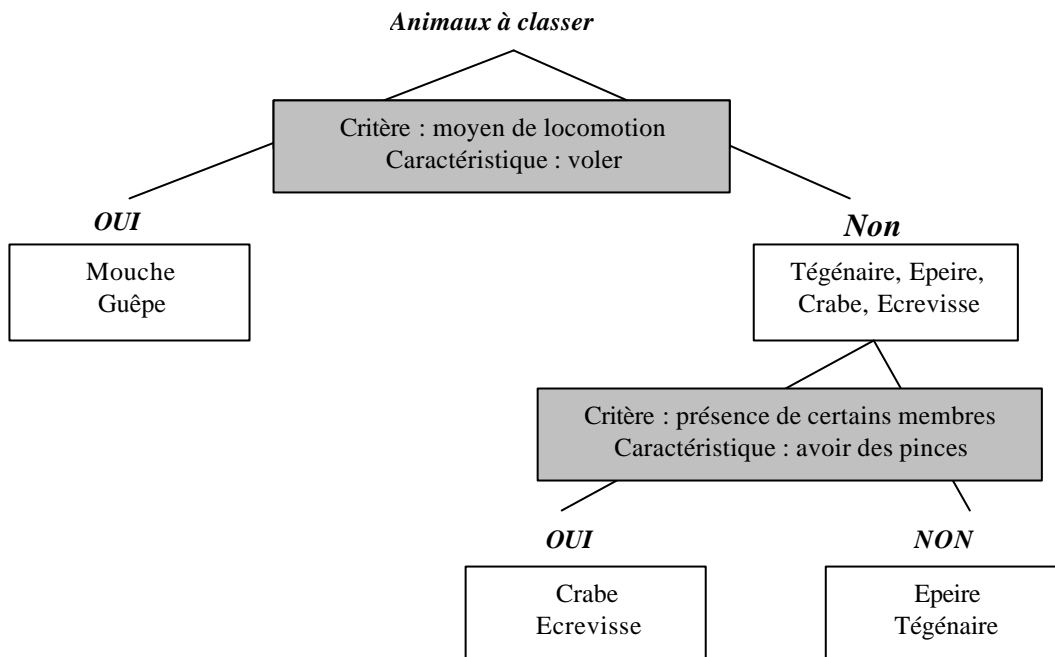 Animaux à classer
Critère : moyen de locomotion
Caractéristique : voler
OUI
Non
Mouche
Guêpe
Tégénaire, Epeire,
Crabe, Ecrevisse
Critère : présence de certains membres
Caractéristique : avoir des pinces
OUI
NON
Crabe
Ecrevisse
Epeire
Tégénaire